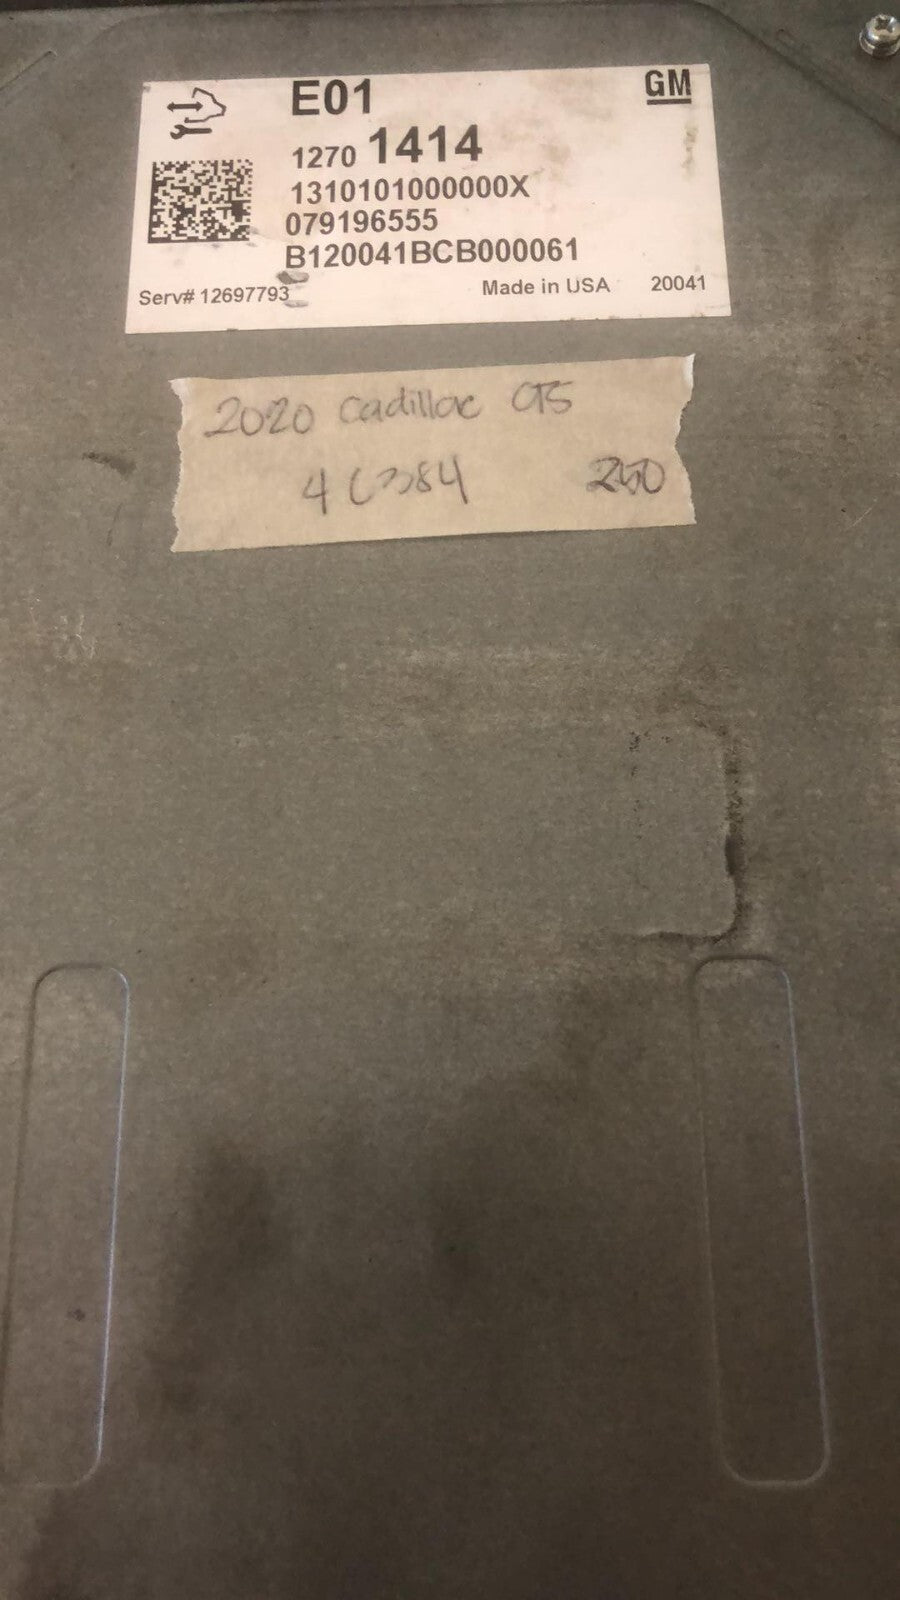 E01
GM
1270 1414
1310101000000X
079196555
B120041BCB000061
Serv# 12697793
Made in USA 20041
2020 Cadillac CT5
250